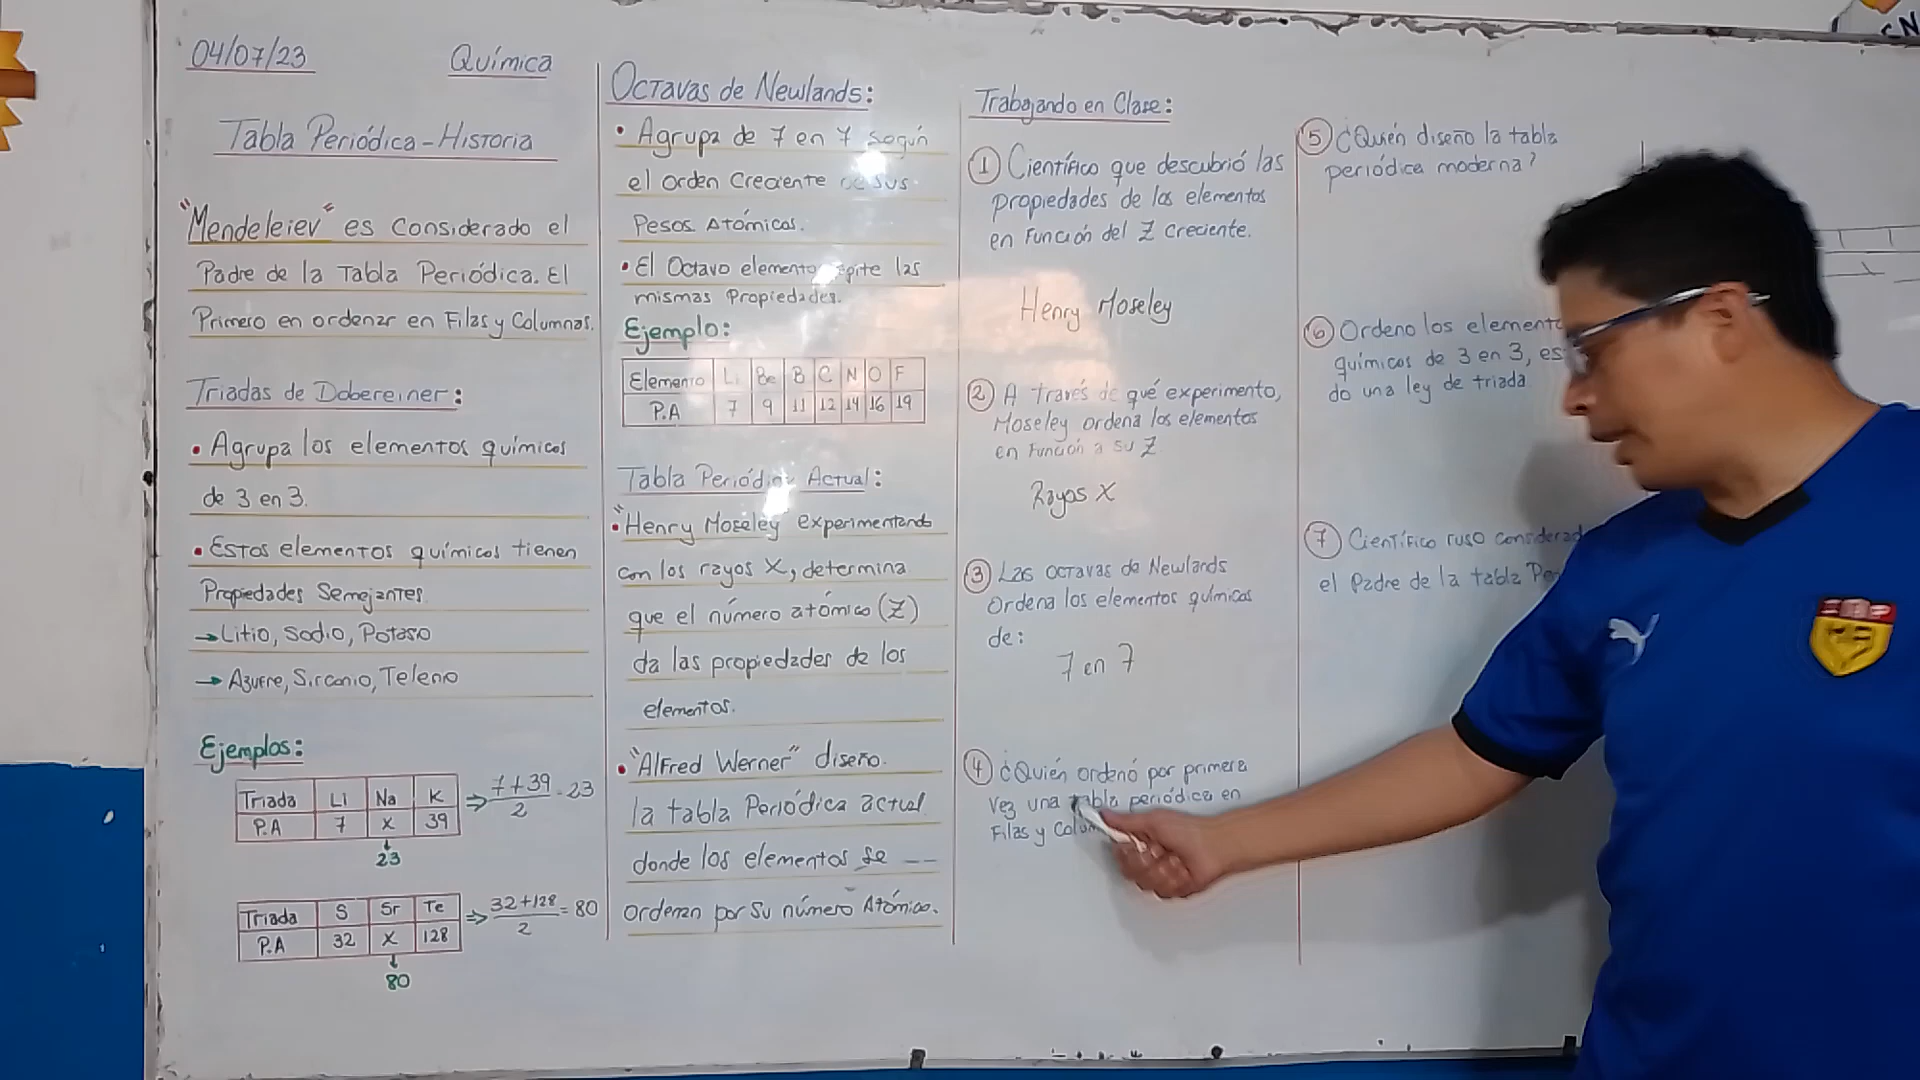 04/07/23
Química
Tabla Periódica - Historia
"Mendeleiev" es Considerado el
Padre de la Tabla Periódica. El
Primero en ordenar en Filas y Columnas.
Triadas de Dobereiner:
• Agrupa los elementos químicos
de 3 en 3.
• Estos elementos químicos tienen
Propiedades Semejantes
→ Litio, Sodio, Potasio
→ Azufre, Sirconio, Telerio
Ejemplos:
Triada Li Na K
P.A 7 X 39
7+39
2
23
23
Triada S Sr Te
P.A 32 X 128
32+128
2
= 80
80
Octavas de Newlands:
• Agrupa de 7 en 7 según
el orden Creciente de sus
Pesos Atómicos.
• El Octavo elemento las
mismas Propiedades.
Ejemplo:
Elemento Li Be B C N O F
P.A 7 9 11 12 14 16 19
Tabla Periódica Actual:
• "Henry Moseley" experimentando
con los rayos X, determina
que el número atómico (Z)
da las propiedades de los
elementos.
• "Alfred Werner" diseño
la tabla Periódica actual
donde los elementos se
ordenan por Su número Atómico.
Trabajando en Clase:
1 Científico que descubrió las
propiedades de los elementos
en Función del Z Creciente.
Henry Moseley
2 A través de qué experimento,
Moseley ordena los elementos
en Función a su Z
Rayos X
3 Las octavas de Newlands
Ordena los elementos químicos
de:
7 en 7
4 ¿Quién ordenó por primera
vez una tabla periódica en
Filas y
5 ¿Quién diseño la tabla
periódica moderna?
6 Ordeno los
químicos de 3 en 3,
do una ley de triada
7 Científico ruso
el Padre de la tabla